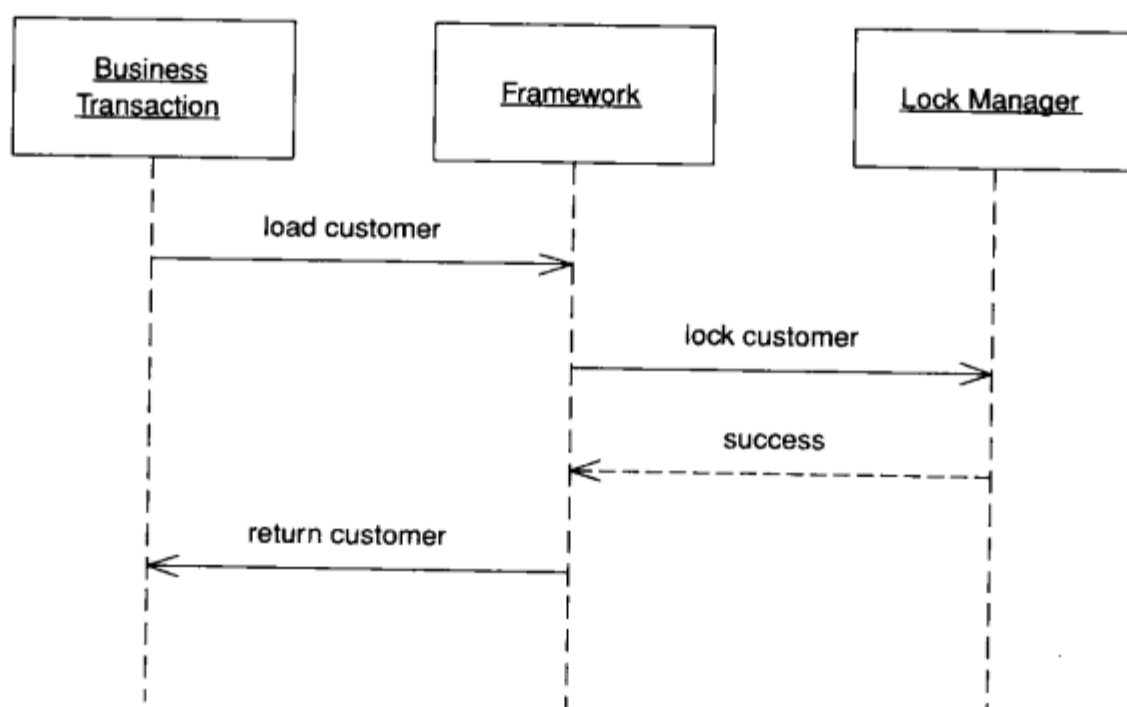 Business
Transaction
Framework
Lock Manager
load customer
lock customer
success
return customer